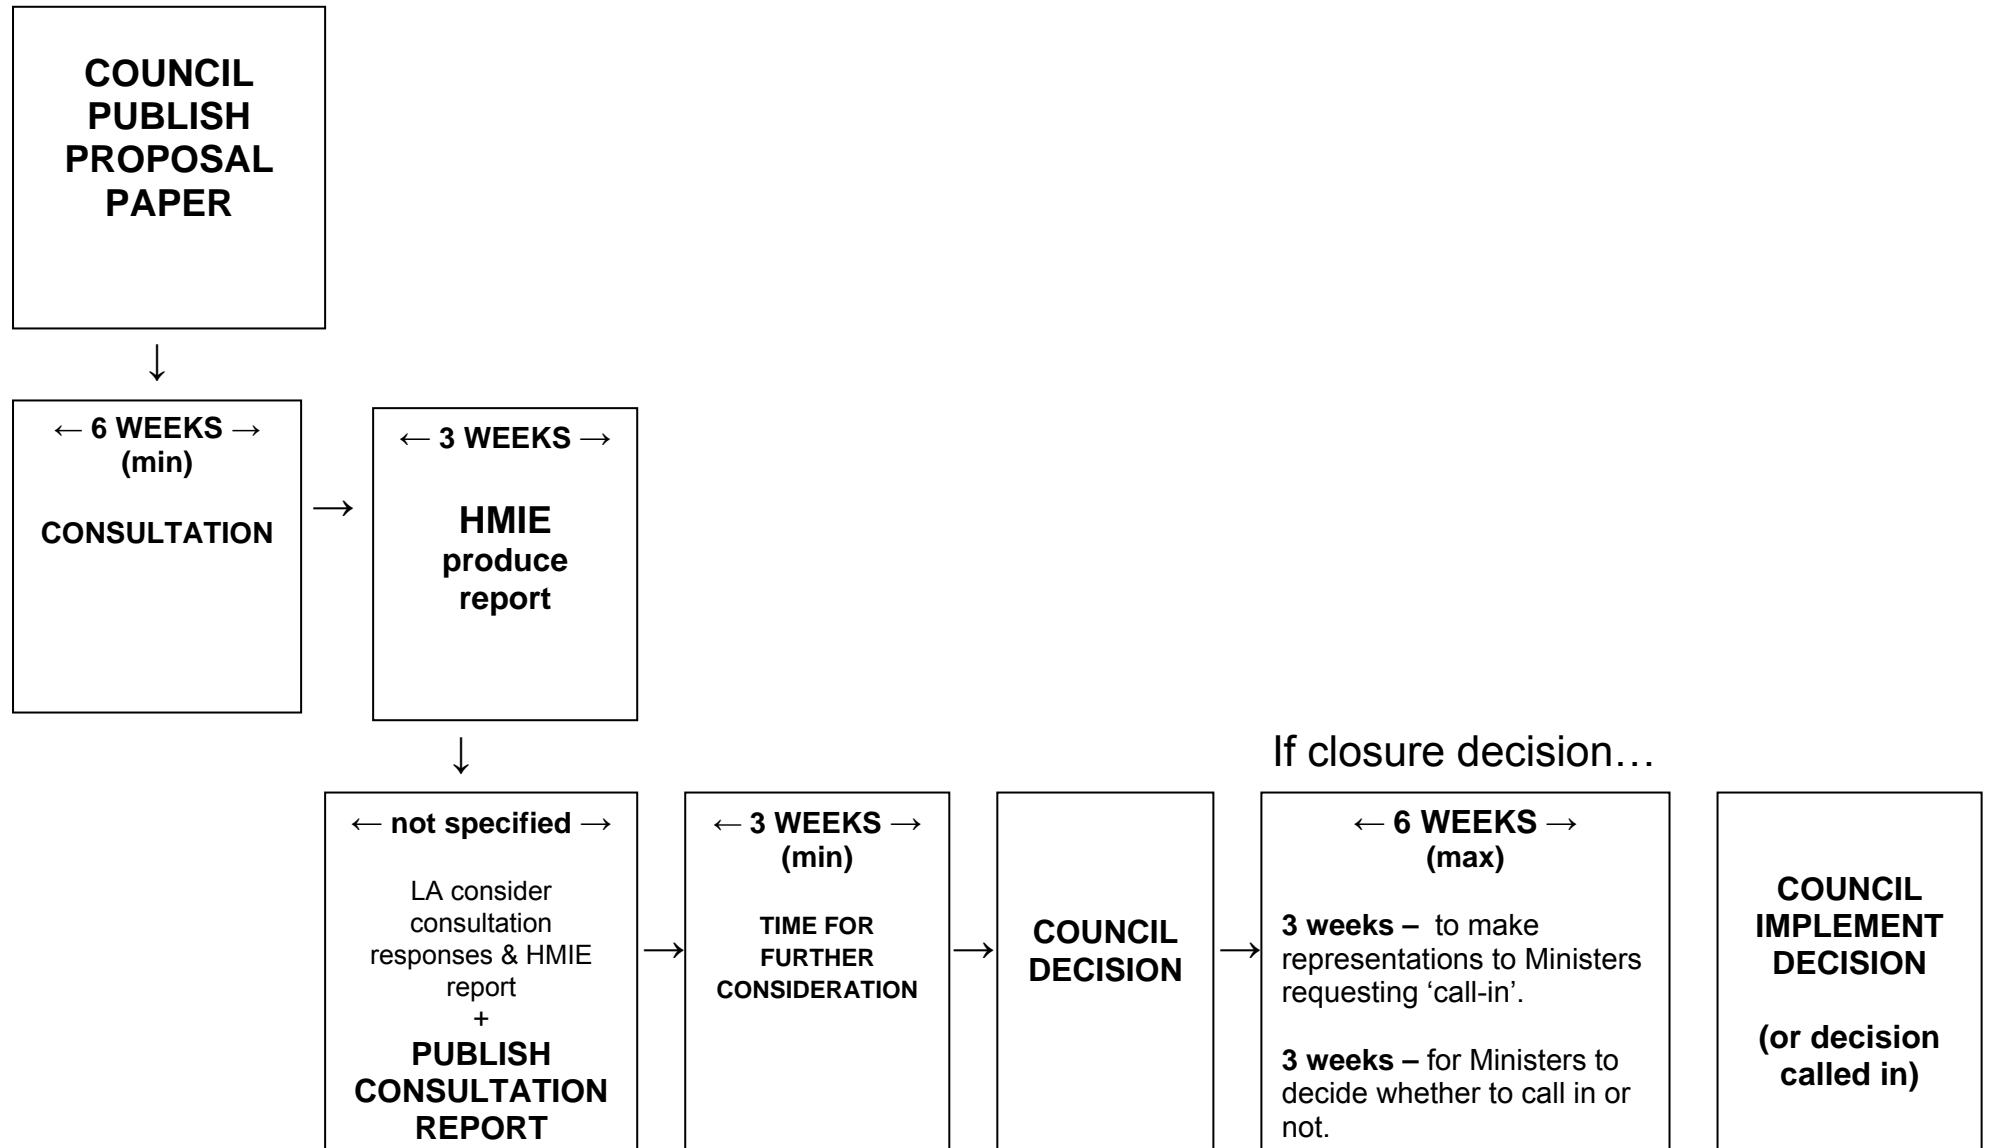 COUNCIL
PUBLISH
PROPOSAL
PAPER
↓
← 6 WEEKS →
(min)
CONSULTATION
→
← 3 WEEKS →
HMIE
produce
report
↓
← not specified →
LA consider
consultation
responses & HMIE
report
+
PUBLISH
CONSULTATION
REPORT
→
← 3 WEEKS →
(min)
TIME FOR
FURTHER
CONSIDERATION
→
COUNCIL
DECISION
→
If closure decision…
← 6 WEEKS →
(max)
3 weeks –  to make
representations to Ministers
requesting ‘call-in’.
3 weeks – for Ministers to
decide whether to call in or
not.
COUNCIL
IMPLEMENT
DECISION
(or decision
called in)